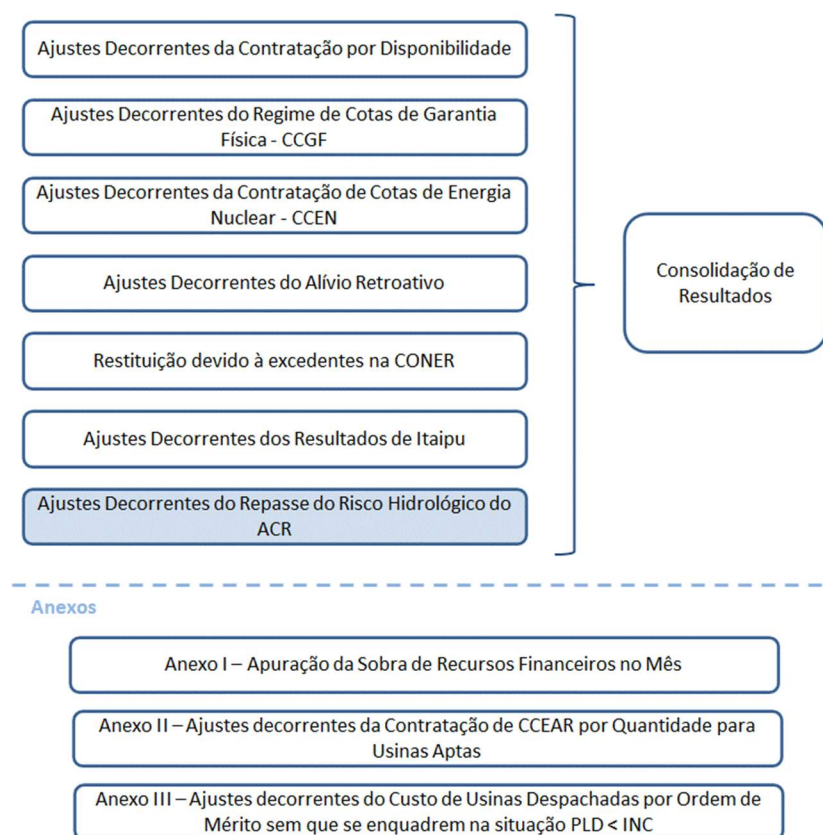 Ajustes Decorrentes da Contratação por Disponibilidade
Ajustes Decorrentes do Regime de Cotas de Garantia
Física - CCGF
Ajustes Decorrentes da Contratação de Cotas de Energia
Nuclear - CCEN
Ajustes Decorrentes do Alívio Retroativo
Restituição devido à excedentes na CONER
Ajustes Decorrentes dos Resultados de Itaipu
Ajustes Decorrentes do Repasse do Risco Hidrológico do
ACR
Consolidação de
Resultados
Anexos
Anexo I – Apuração da Sobra de Recursos Financeiros no Mês
Anexo II – Ajustes decorrentes da Contratação de CCEAR por Quantidade para
Usinas Aptas
Anexo III – Ajustes decorrentes do Custo de Usinas Despachadas por Ordem de
Mérito sem que se enquadrem na situação PLD < INC